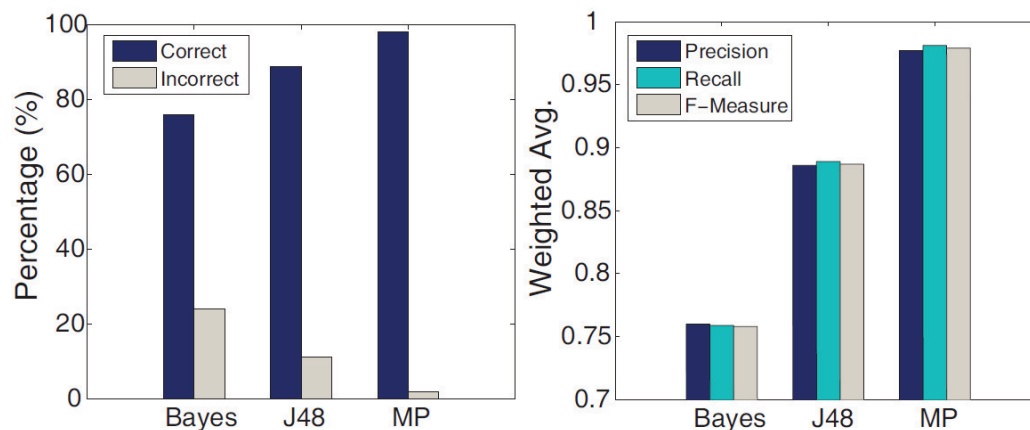 100
80
60
40
20
0
Percentage (%)
Correct
Incorrect
Bayes J48 MP
1
0.95
0.9
0.85
0.8
0.75
0.7
Weighted Avg.
Precision
Recall
F-Measure
Bayes J48 MP